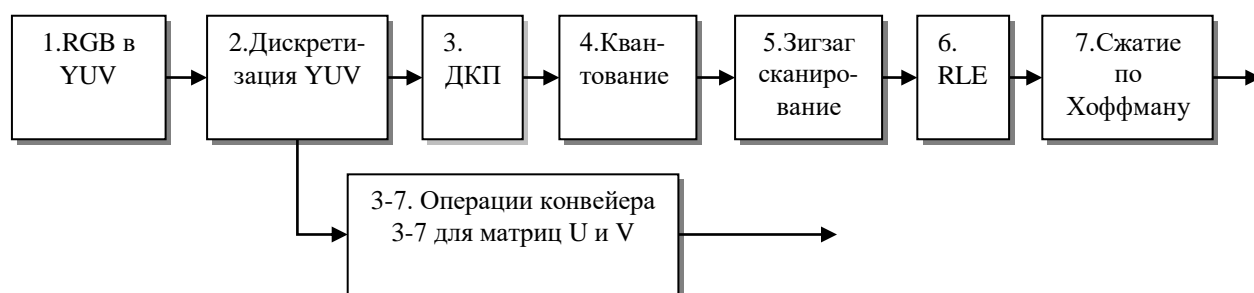 1.RGB в
YUV
2.Дискрети-
зация YUV
3.
ДКП
4.Кван-
тование
5.Зигзаг
сканиро-
вание
6.
RLE
7.Сжатие
по
Хоффману
3-7. Операции конвейера
3-7 для матриц U и V